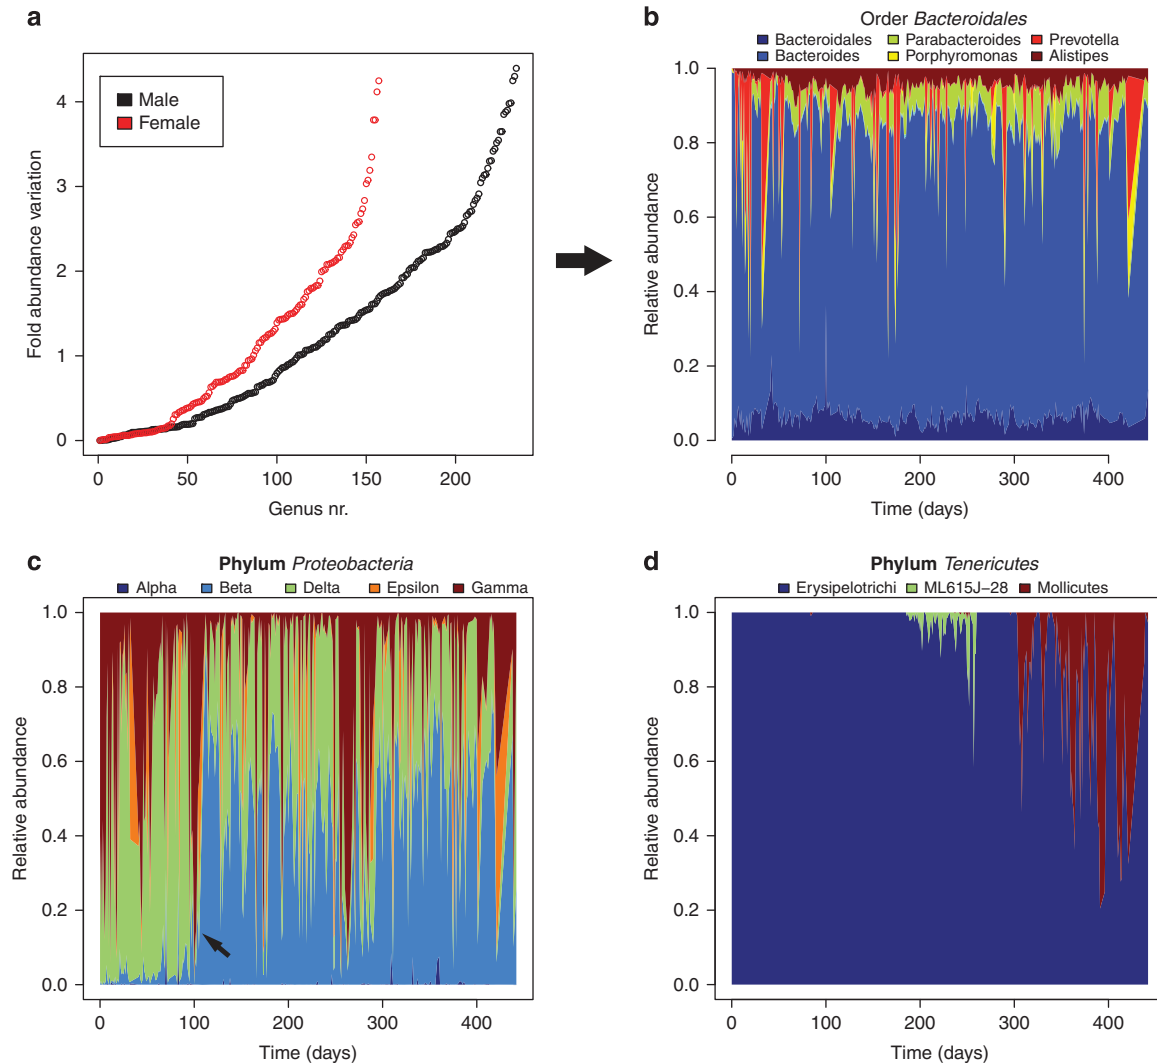 a
Male
Female
4
3
2
1
0
Fold abundance variation
0 50 100 150 200
Genus nr.
b
Order Bacteroidales
Bacteroidales Parabacteroides Prevotella
Bacteroides Porphyromonas Alistipes
1.0
0.8
0.6
0.4
0.2
0.0
Relative abundance
0 100 200 300 400
Time (days)
c
Phylum Proteobacteria
Alpha Beta Delta Epsilon Gamma
1.0
0.8
0.6
0.4
0.2
0.0
Relative abundance
0 100 200 300 400
Time (days)
d
Phylum Tenericutes
Erysipelotrichi ML615J–28 Mollicutes
1.0
0.8
0.6
0.4
0.2
0.0
Relative abundance
0 100 200 300 400
Time (days)